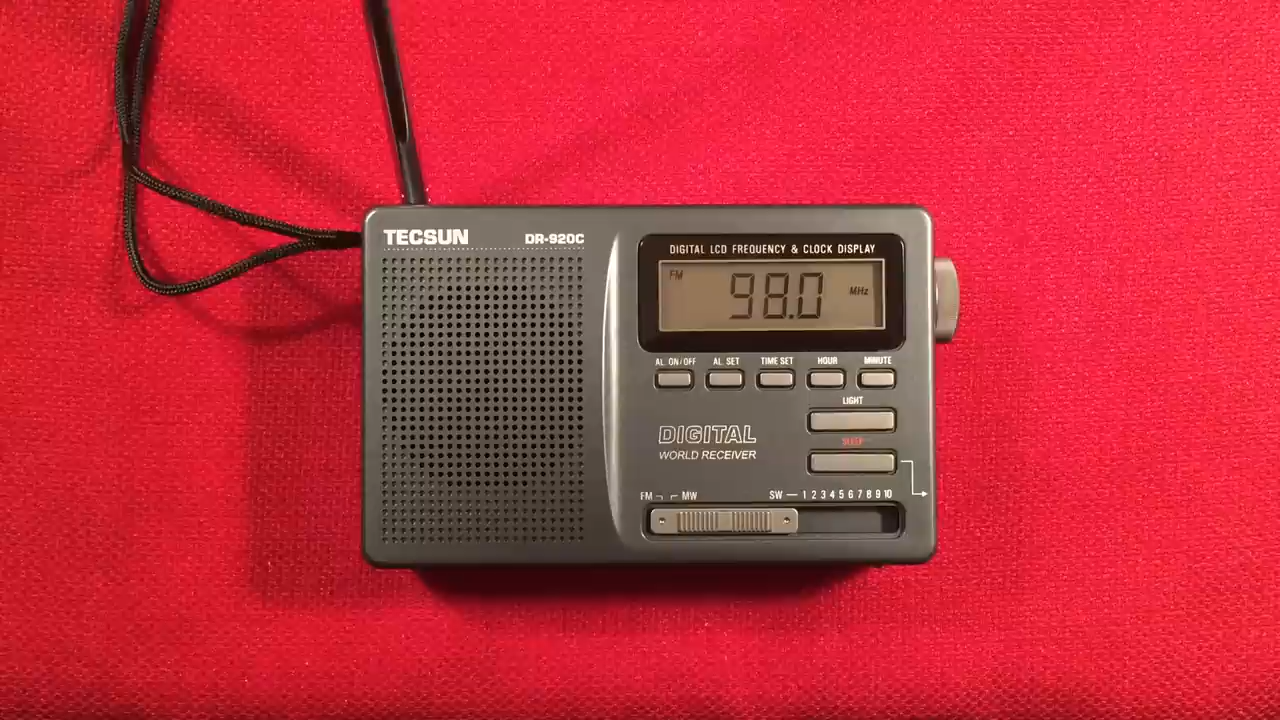 TECSUN DR-920C
DIGITAL LCD FREQUENCY & CLOCK DISPLAY
FM 98.0 MHz
AL ON/OFF AL SET TIME SET HOUR MINUTE
LIGHT
DIGITAL
SLEEP
WORLD RECEIVER
FM MW SW 1 2 3 4 5 6 7 8 9 10